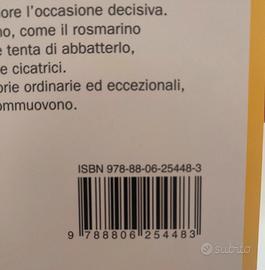 ore l'occasione decisiva.
no, come il rosmarino
e tenta di abbatterlo,
e cicatrici.
orie ordinarie ed eccezionali,
ommuovono.
ISBN 978-88-06-25448-3
9 788806 254483
subito